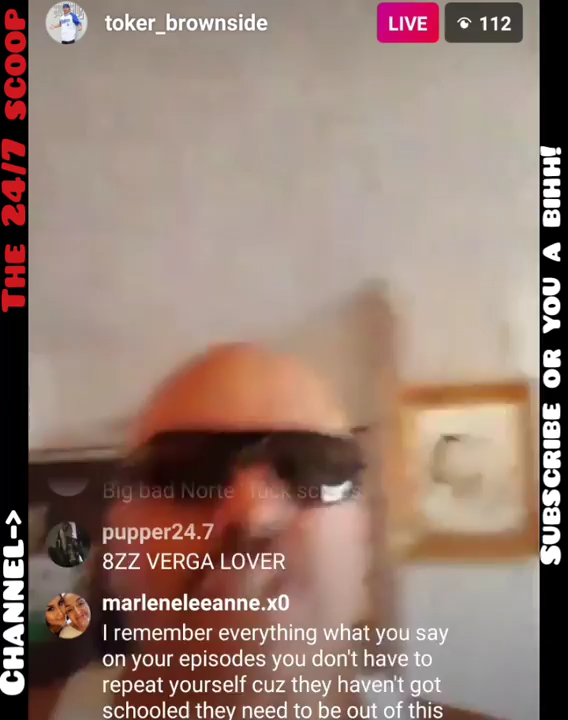 THE 24/7 SCOOP
CHANNEL->
toker_brownside
LIVE
112
Big bad Norte
pupper24.7
8ZZ VERGA LOVER
marleneleeanne.x0
I remember everything what you say
on your episodes you don't have to
repeat yourself cuz they haven't got
schooled they need to be out of this
SUBSCRIBE OR YOU A BIHH!